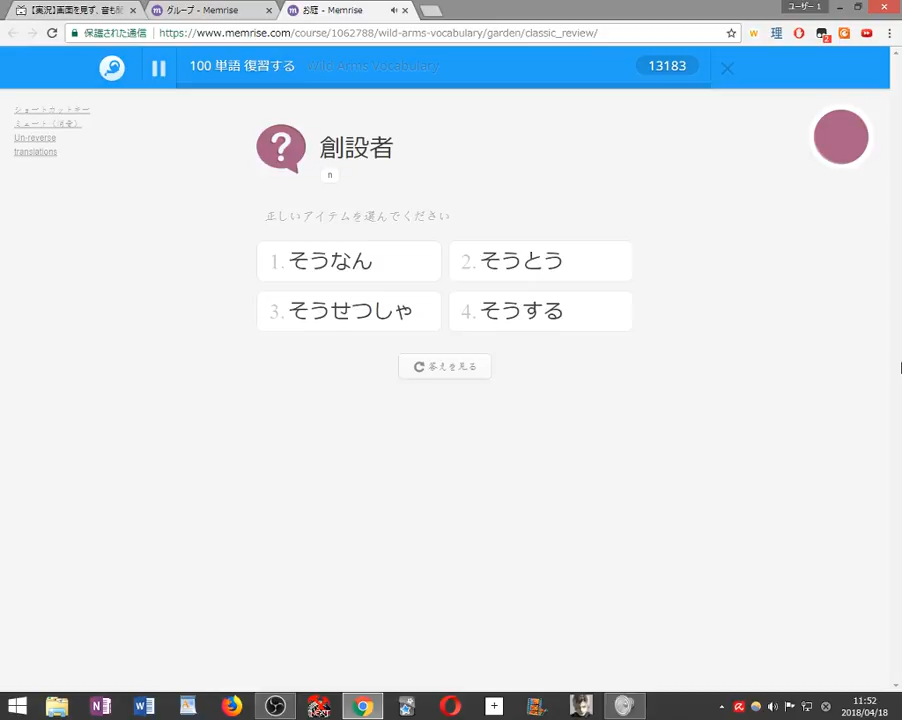 【実況】画面を見ず、音も聞
グループ - Memrise
お庭 - Memrise
ユーザー 1
保護された通信
https://www.memrise.com/course/1062788/wild-arms-vocabulary/garden/classic_review/
100 単語 復習する
Wild Arms Vocabulary
13183
ショートカットキー
ミュート (消音)
Un-reverse
translations
創設者
n
正しいアイテムを選んでください
1. そうなん
2. そうとう
3. そうせつしゃ
4. そうする
答えを見る
11:52
2018/04/18